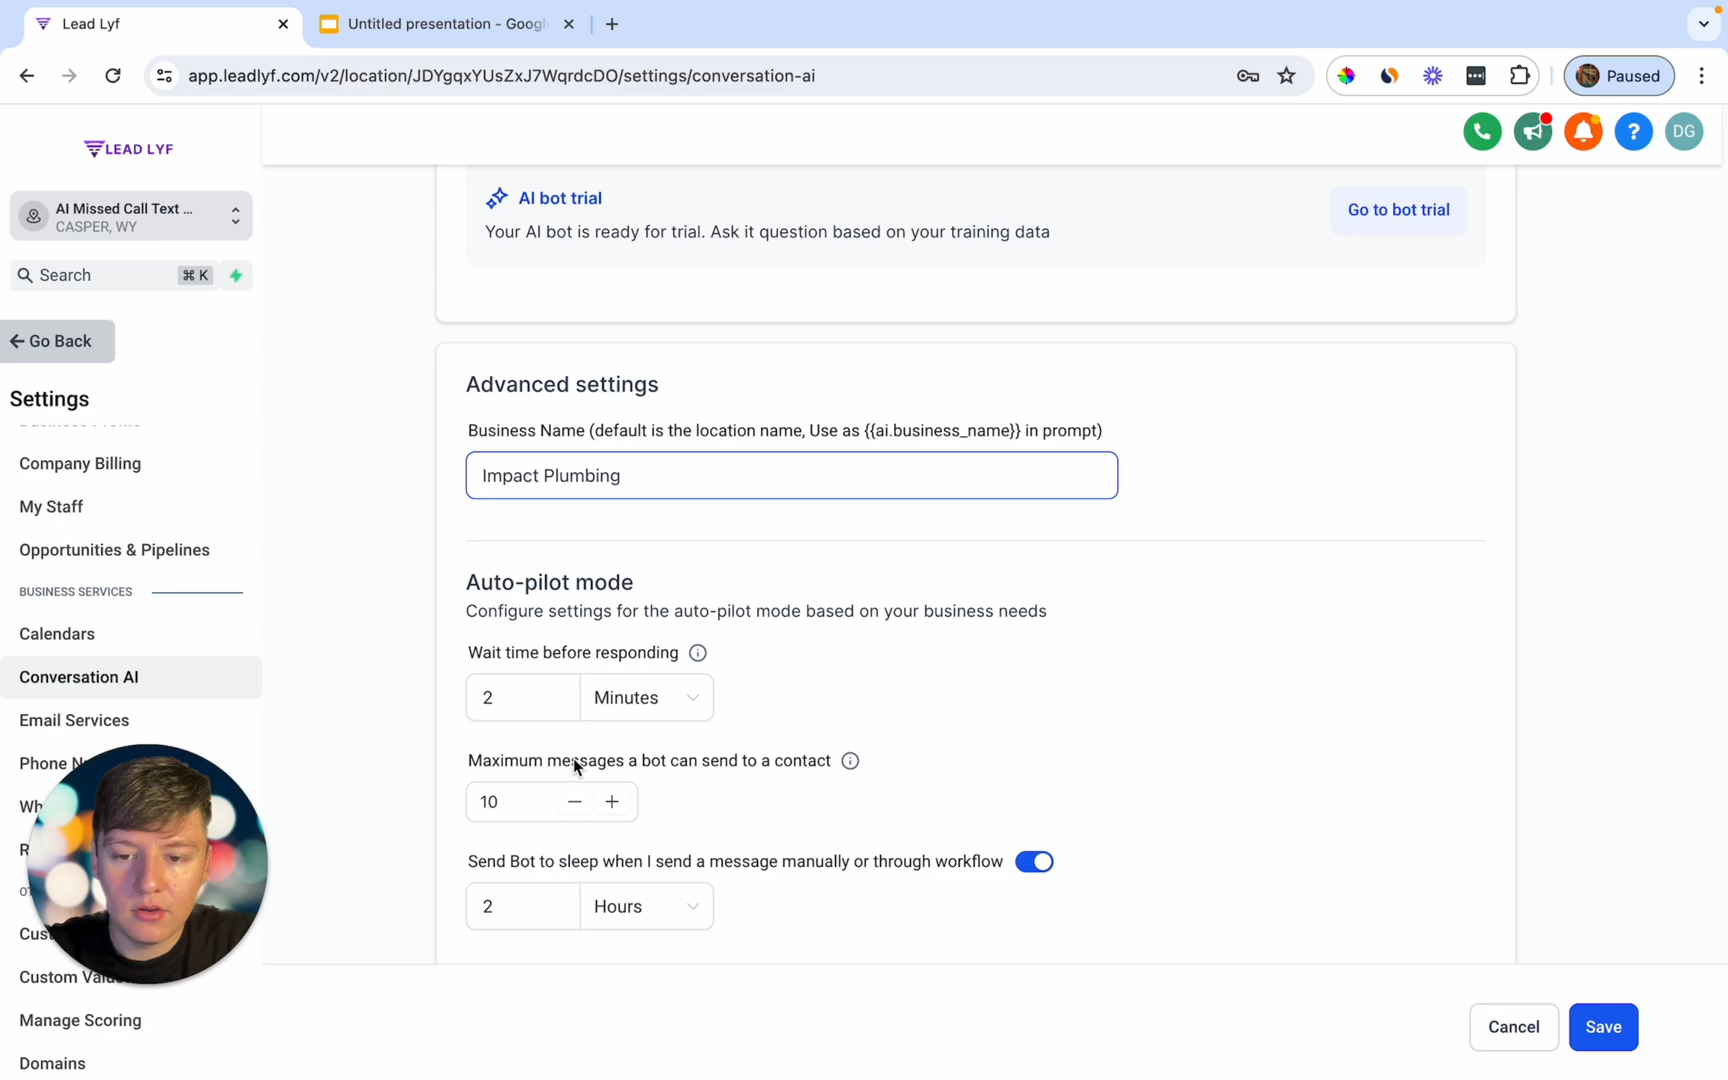 Lead Lyf
Untitled presentation - Googl
app.leadlyf.com/v2/location/JDYgqxYUsZxJ7WqrdcDO/settings/conversation-ai
Paused
LEAD LYF
DG
AI Missed Call Text ...
CASPER, WY
Search
⌘ K
Go Back
Settings
Business Profile
Company Billing
My Staff
Opportunities & Pipelines
BUSINESS SERVICES
Calendars
Conversation AI
Email Services
Phone N
Wh
R
Cust
Custom Valu
Manage Scoring
Domains
AI bot trial
Your AI bot is ready for trial. Ask it question based on your training data
Go to bot trial
Advanced settings
Business Name (default is the location name, Use as {{ai.business_name}} in prompt)
Impact Plumbing
Auto-pilot mode
Configure settings for the auto-pilot mode based on your business needs
Wait time before responding
2
Minutes
Maximum messages a bot can send to a contact
10
Send Bot to sleep when I send a message manually or through workflow
2
Hours
Cancel
Save